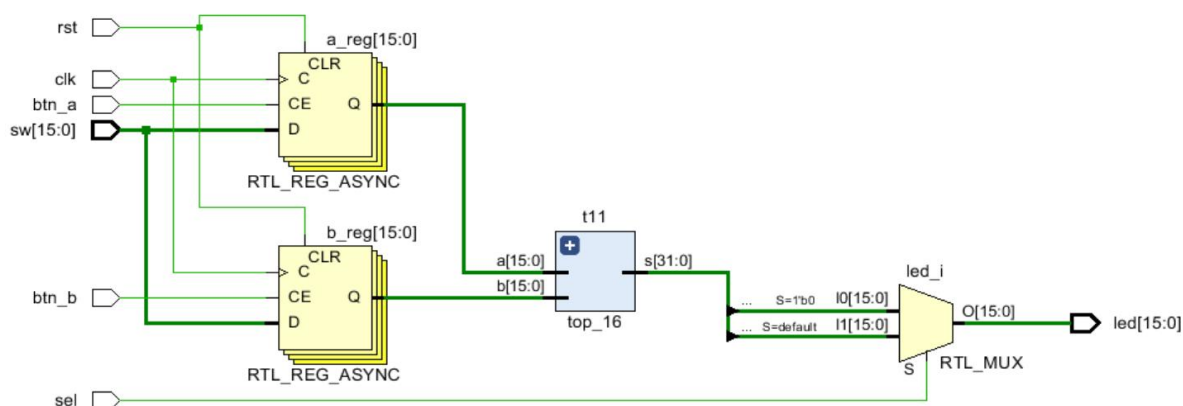 rst
clk
btn_a
sw[15:0]
btn_b
sel
a_reg[15:0]
CLR
C
CE
Q
D
RTL_REG_ASYNC
b_reg[15:0]
CLR
C
CE
Q
D
RTL_REG_ASYNC
t11
+
a[15:0]
s[31:0]
b[15:0]
top_16
led_i
... S=1'b0 I0[15:0]
... S=default I1[15:0]
O[15:0]
S
RTL_MUX
led[15:0]